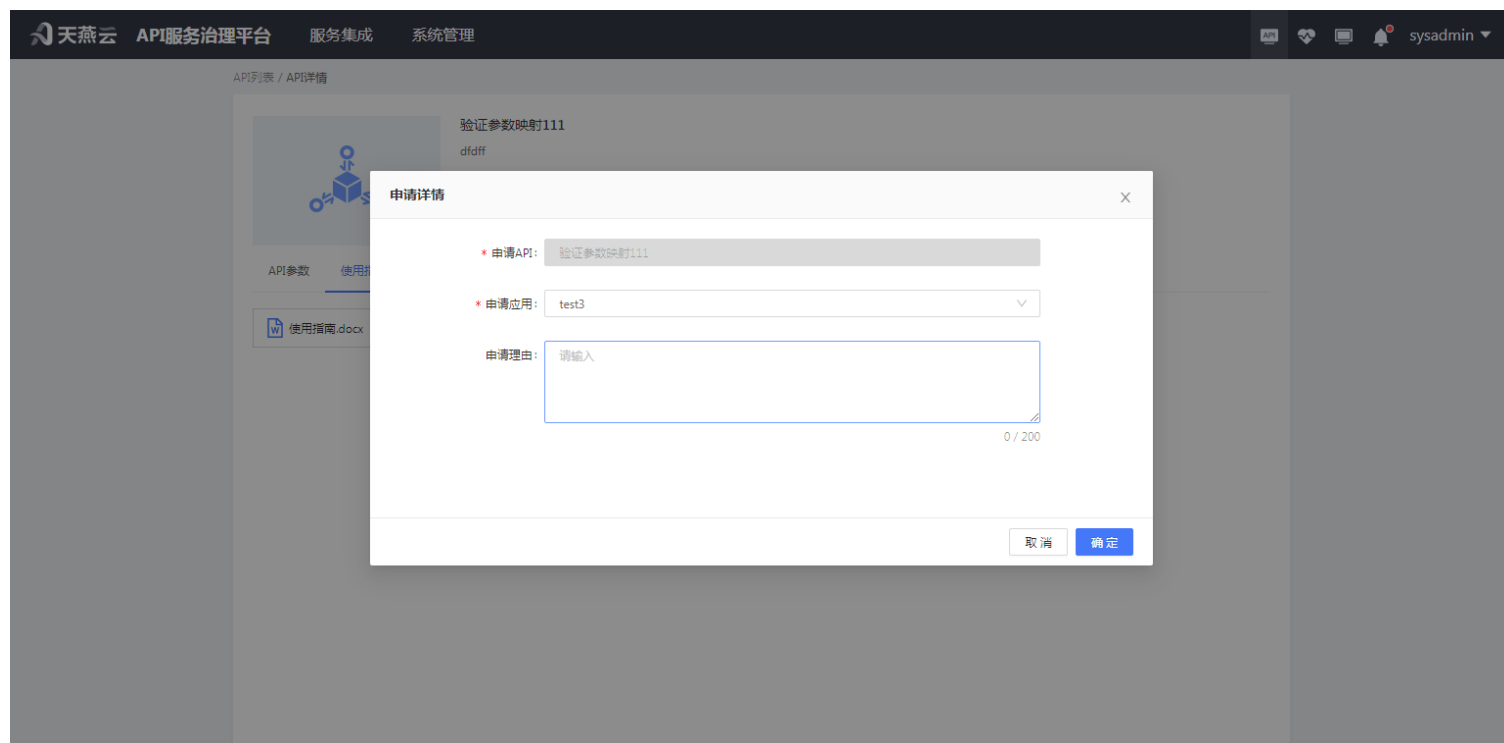 天燕云 API服务治理平台 服务集成 系统管理 API sysadmin
API列表 / API详情
验证参数映射111
dfdff
申请详情
* 申请API: 验证参数映射111
API参数 使用指
* 申请应用: test3
使用指南.docx
申请理由: 请输入
0 / 200
取消 确定